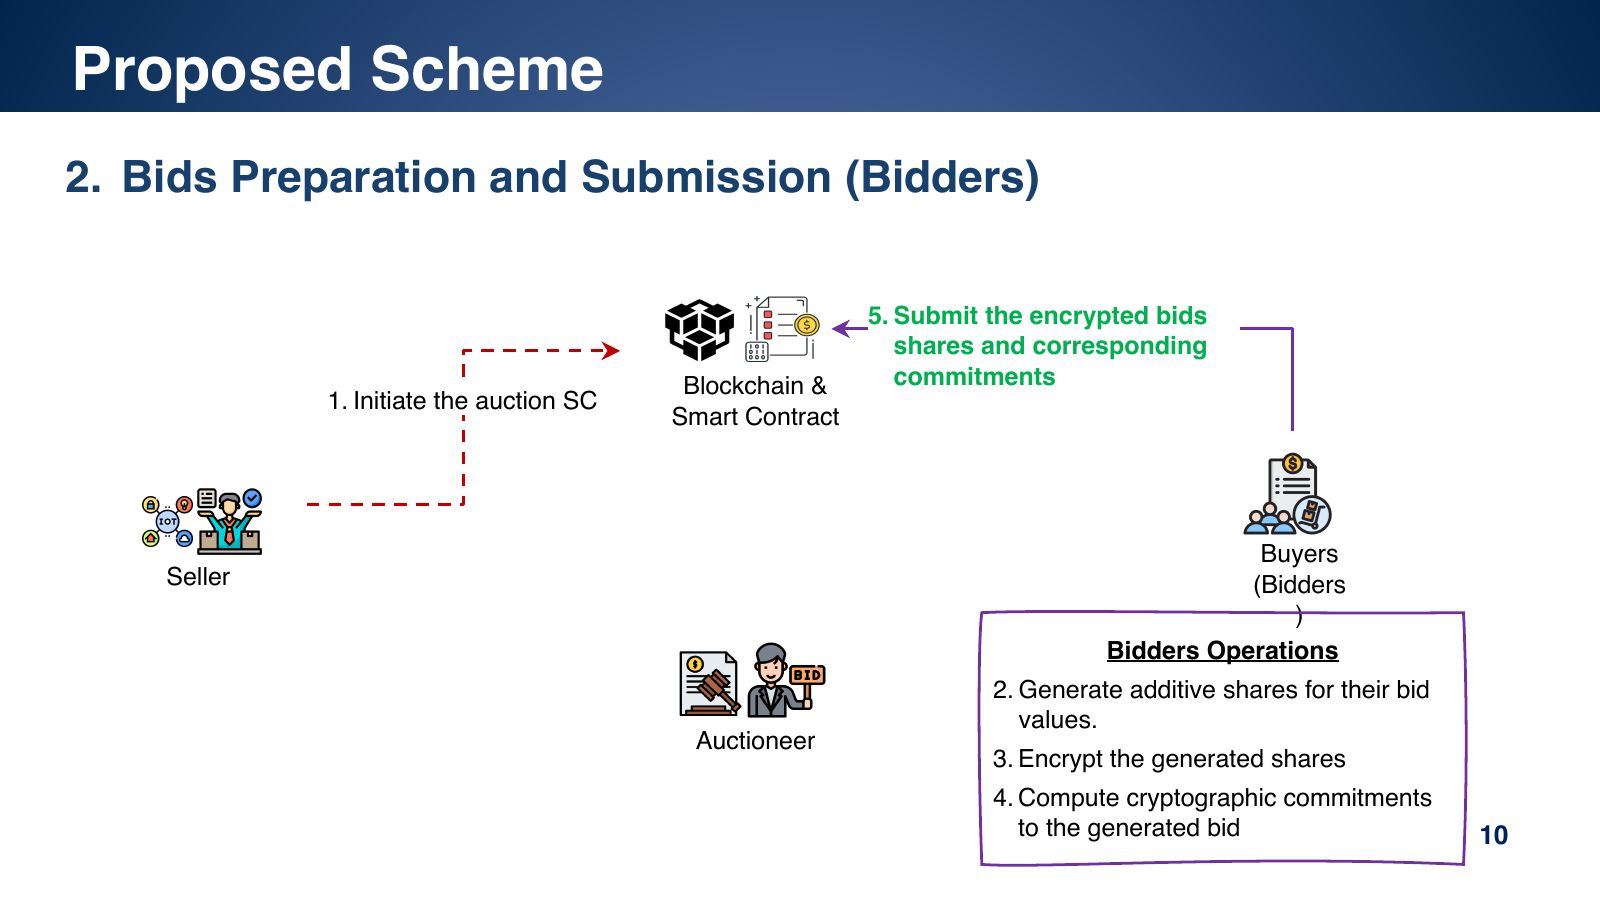 Proposed Scheme
2. Bids Preparation and Submission (Bidders)
5. Submit the encrypted bids
shares and corresponding
commitments
1. Initiate the auction SC
Blockchain &
Smart Contract
IOT
Seller
Buyers
(Bidders
)
BID
Auctioneer
Bidders Operations
2. Generate additive shares for their bid
values.
3. Encrypt the generated shares
4. Compute cryptographic commitments
to the generated bid
10